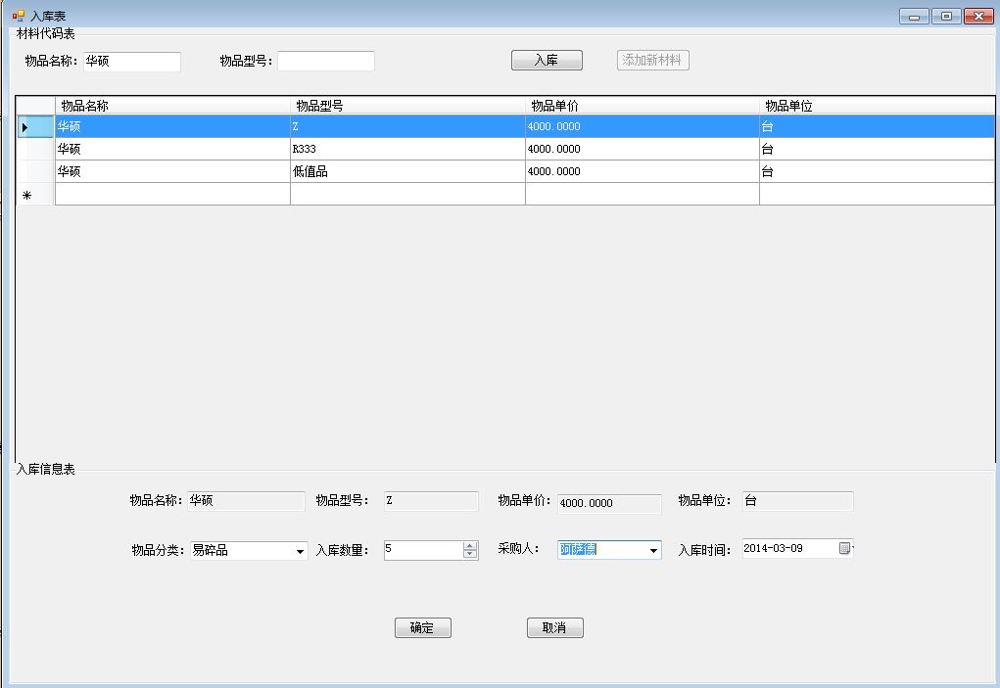 入库表
材料代码表
物品名称: 华硕 物品型号: 入库 添加新材料
物品名称 物品型号 物品单价 物品单位
华硕 Z 4000.0000 台
华硕 R333 4000.0000 台
华硕 低值品 4000.0000 台
入库信息表
物品名称: 华硕 物品型号: Z 物品单价: 4000.0000 物品单位: 台
物品分类: 易碎品 入库数量: 5 采购人: 阿萨德 入库时间: 2014-03-09
确定 取消